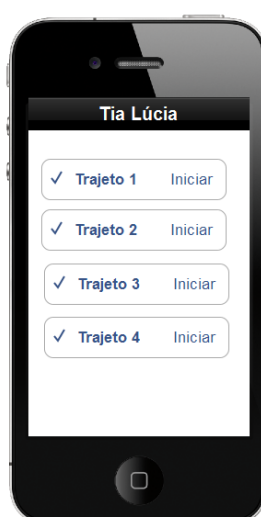 Tia Lúcia
✓ Trajeto 1 Iniciar
✓ Trajeto 2 Iniciar
✓ Trajeto 3 Iniciar
✓ Trajeto 4 Iniciar